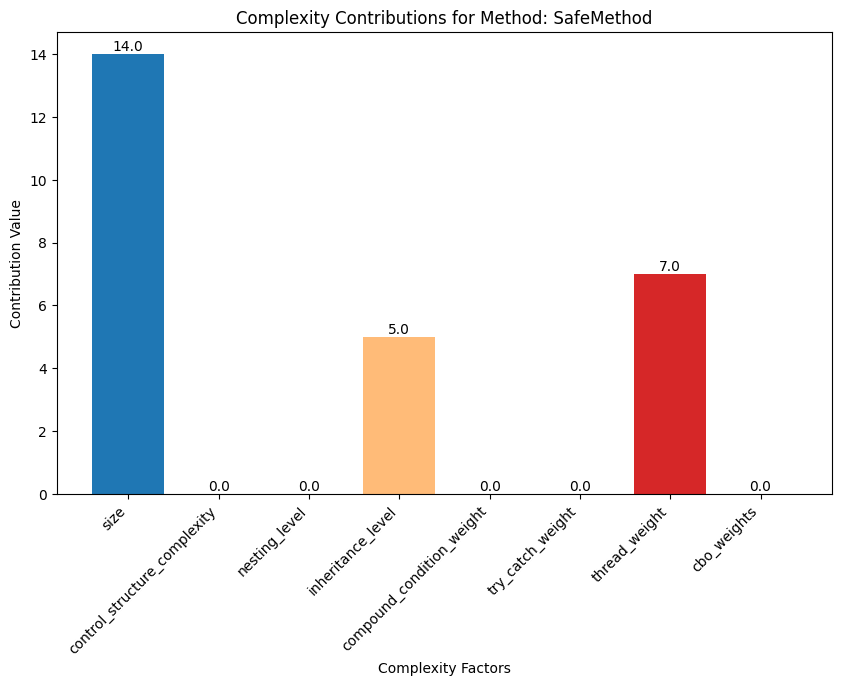 Complexity Contributions for Method: SafeMethod
Contribution Value
14
12
10
8
6
4
2
0
14.0
0.0
0.0
5.0
0.0
0.0
7.0
0.0
size
control_structure_complexity
nesting_level
inheritance_level
compound_condition_weight
try_catch_weight
thread_weight
cbo_weights
Complexity Factors